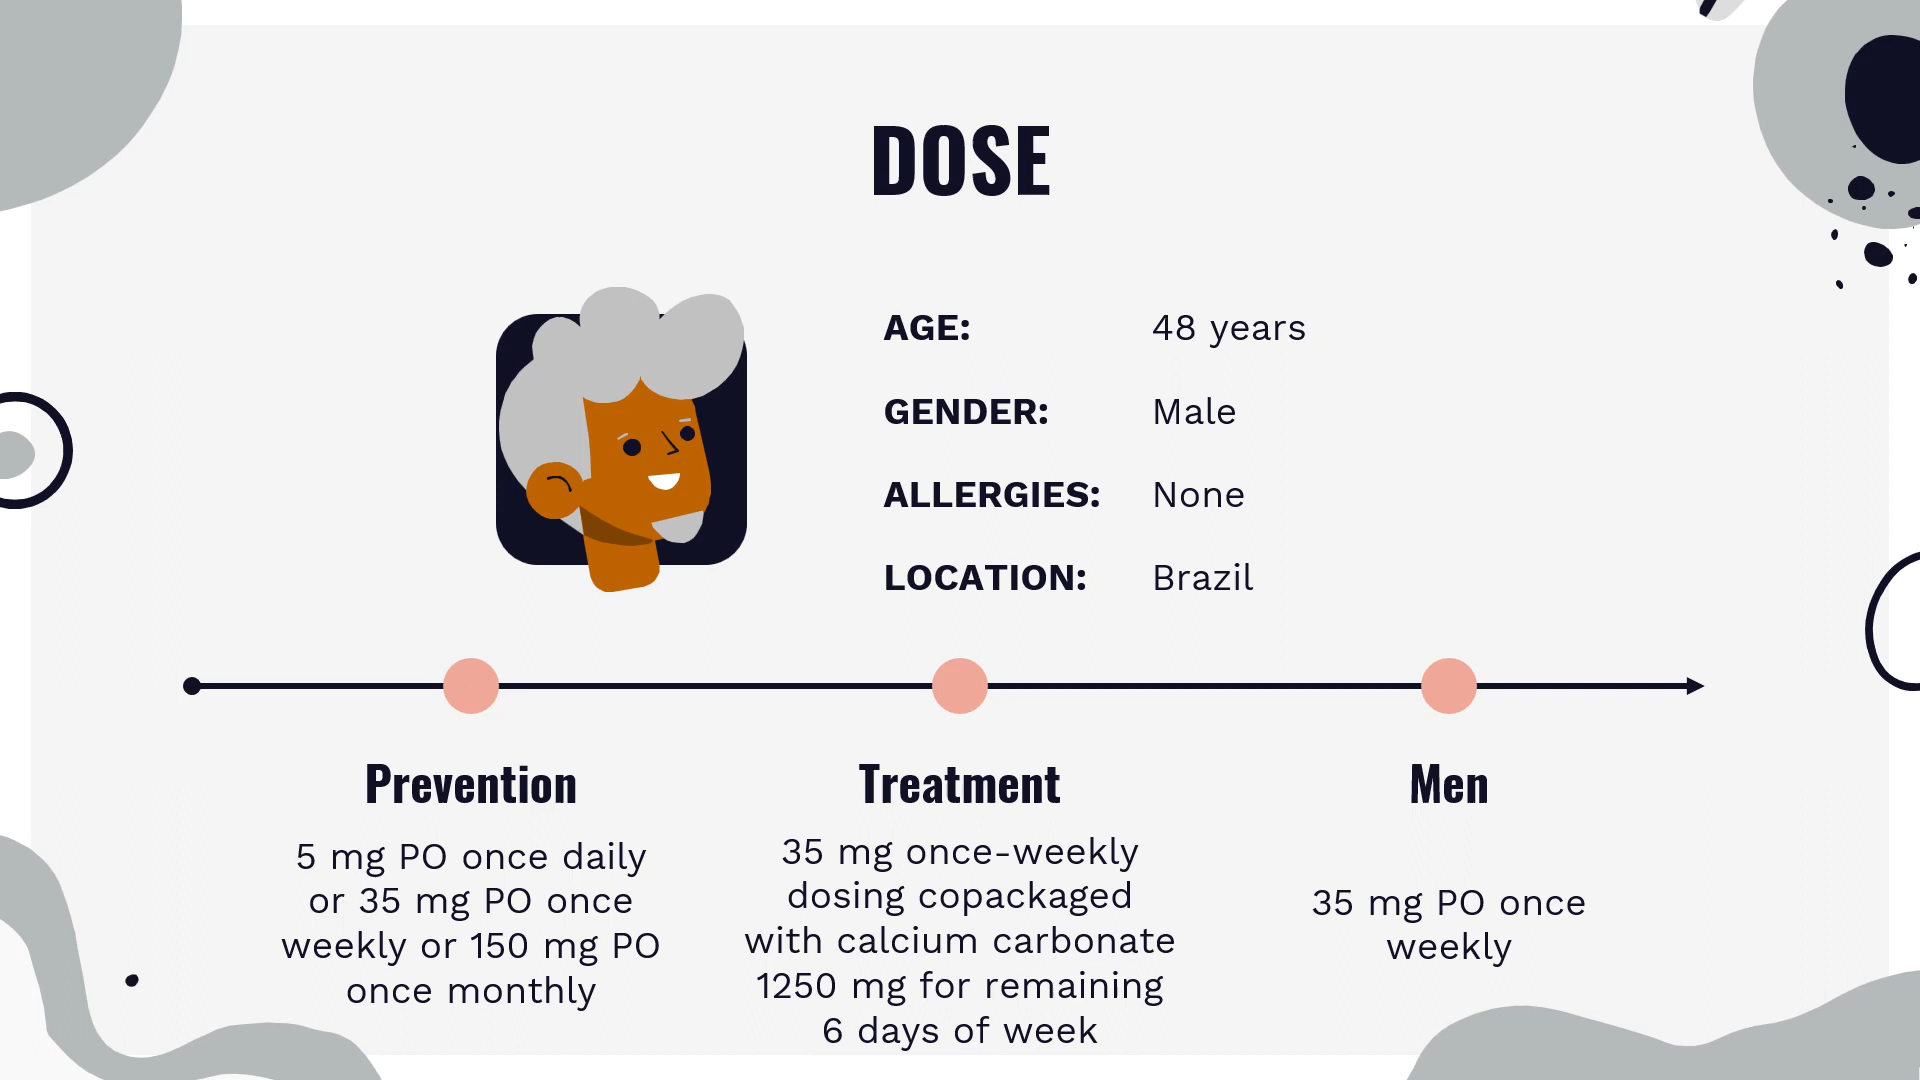 DOSE
AGE: 48 years
GENDER: Male
ALLERGIES: None
LOCATION: Brazil
Prevention
5 mg PO once daily
or 35 mg PO once
weekly or 150 mg PO
once monthly
Treatment
35 mg once-weekly
dosing copackaged
with calcium carbonate
1250 mg for remaining
6 days of week
Men
35 mg PO once
weekly